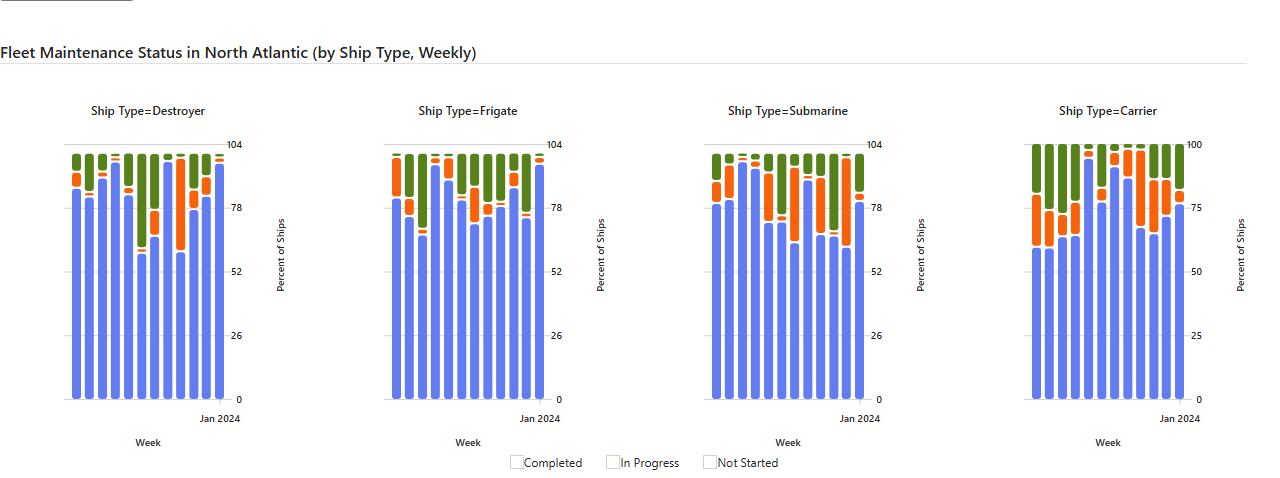 Fleet Maintenance Status in North Atlantic (by Ship Type, Weekly)
Ship Type=Destroyer
104
78
52
26
0
Percent of Ships
Jan 2024
Week
Ship Type=Frigate
104
78
52
26
0
Percent of Ships
Jan 2024
Week
Ship Type=Submarine
104
78
52
26
0
Percent of Ships
Jan 2024
Week
Ship Type=Carrier
100
75
50
25
0
Percent of Ships
Jan 2024
Week
Completed
In Progress
Not Started